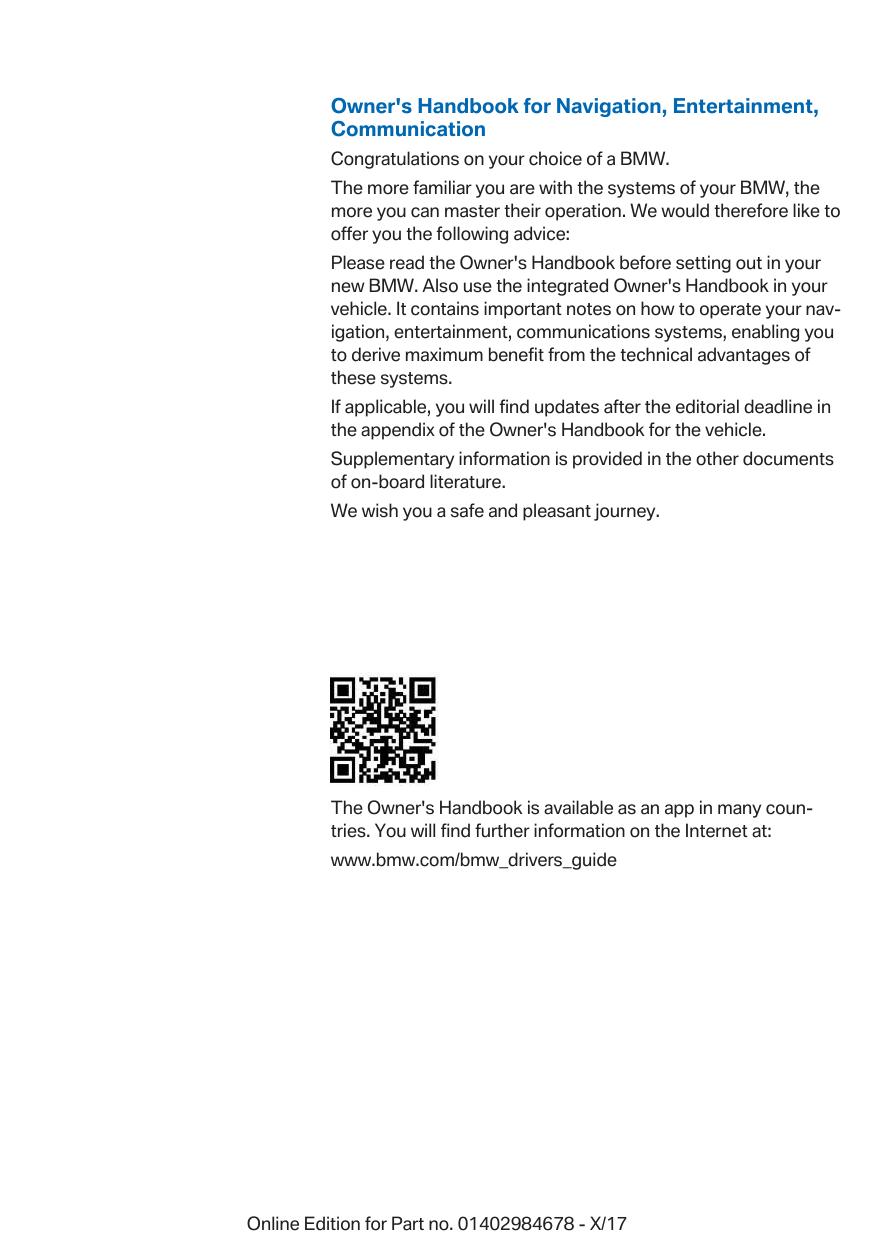 Owner's Handbook for Navigation, Entertainment,
Communication
Congratulations on your choice of a BMW.
The more familiar you are with the systems of your BMW, the
more you can master their operation. We would therefore like to
offer you the following advice:
Please read the Owner's Handbook before setting out in your
new BMW. Also use the integrated Owner's Handbook in your
vehicle. It contains important notes on how to operate your nav-
igation, entertainment, communications systems, enabling you
to derive maximum benefit from the technical advantages of
these systems.
If applicable, you will find updates after the editorial deadline in
the appendix of the Owner's Handbook for the vehicle.
Supplementary information is provided in the other documents
of on-board literature.
We wish you a safe and pleasant journey.
The Owner's Handbook is available as an app in many coun-
tries. You will find further information on the Internet at:
www.bmw.com/bmw_drivers_guide
Online Edition for Part no. 01402984678 - X/17